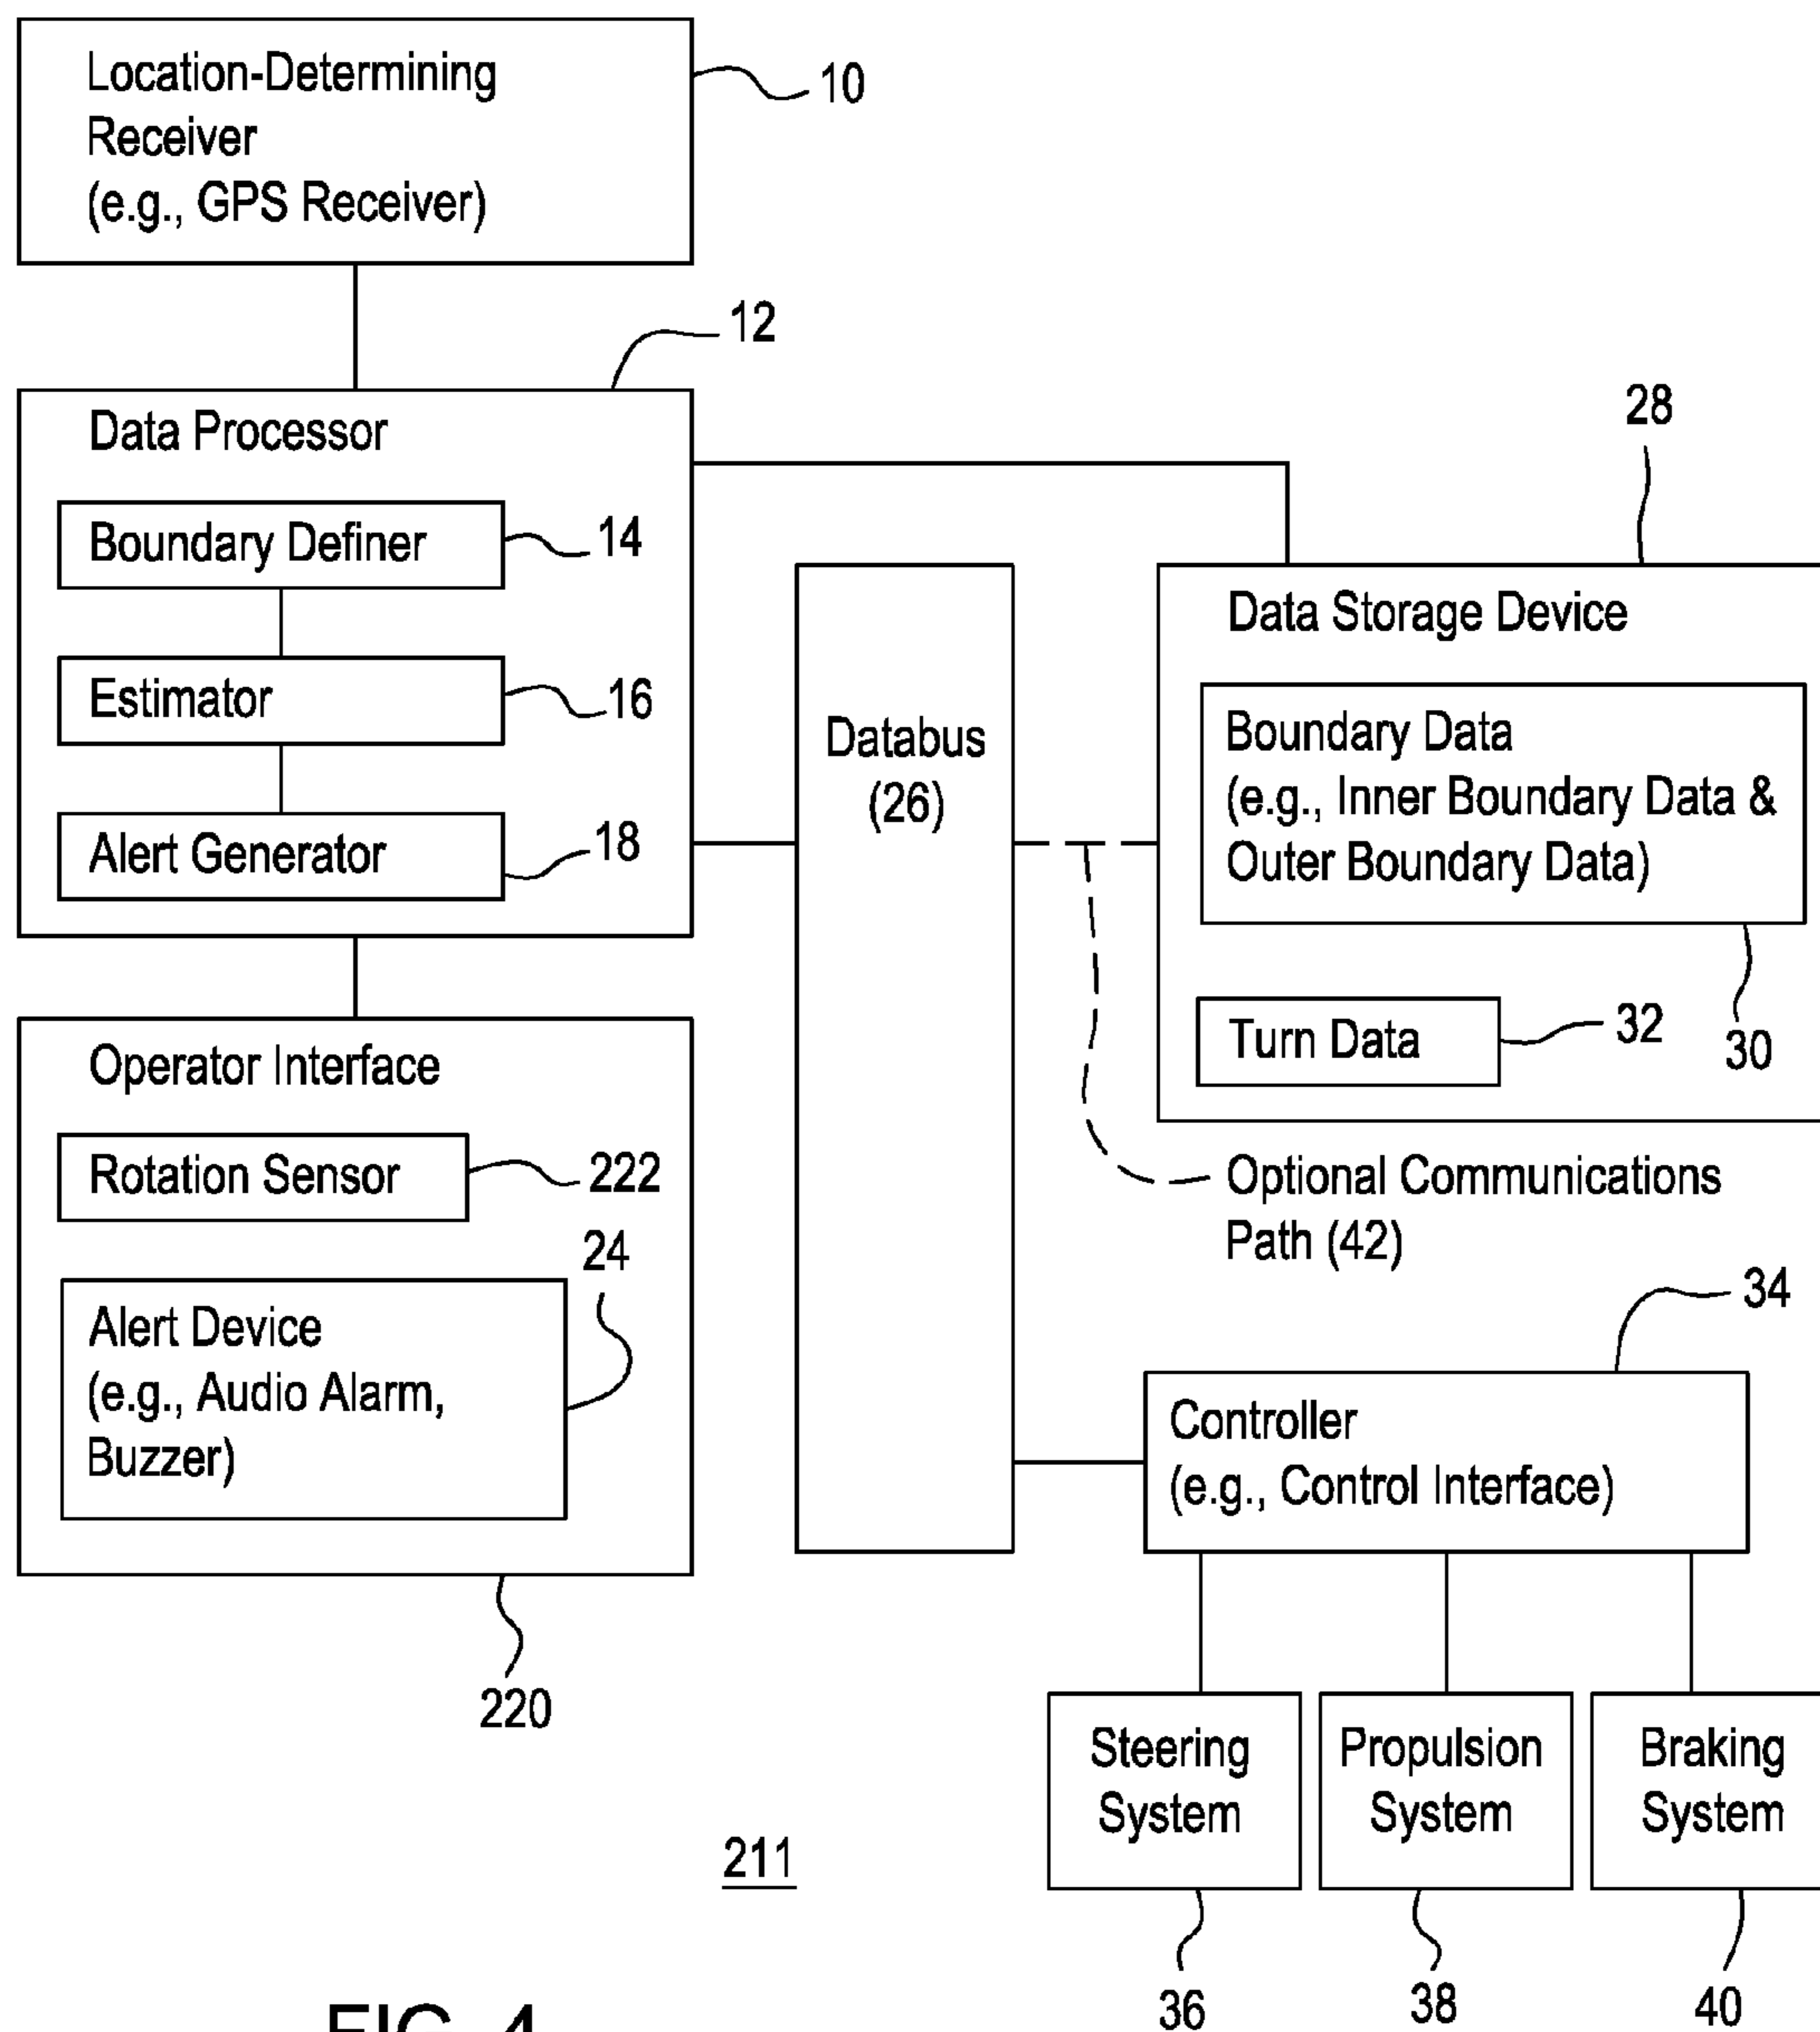 Location-Determining
Receiver
(e.g., GPS Receiver)
10
12
Data Processor
Boundary Definer
14
Estimator
16
Alert Generator
18
Operator Interface
Rotation Sensor
222
24
Alert Device
(e.g., Audio Alarm,
Buzzer)
220
Databus
(26)
28
Data Storage Device
Boundary Data
(e.g., Inner Boundary Data &
Outer Boundary Data)
30
Turn Data
32
Optional Communications
Path (42)
34
Controller
(e.g., Control Interface)
Steering
System
Propulsion
System
Braking
System
36
38
40
211
FIG. 4